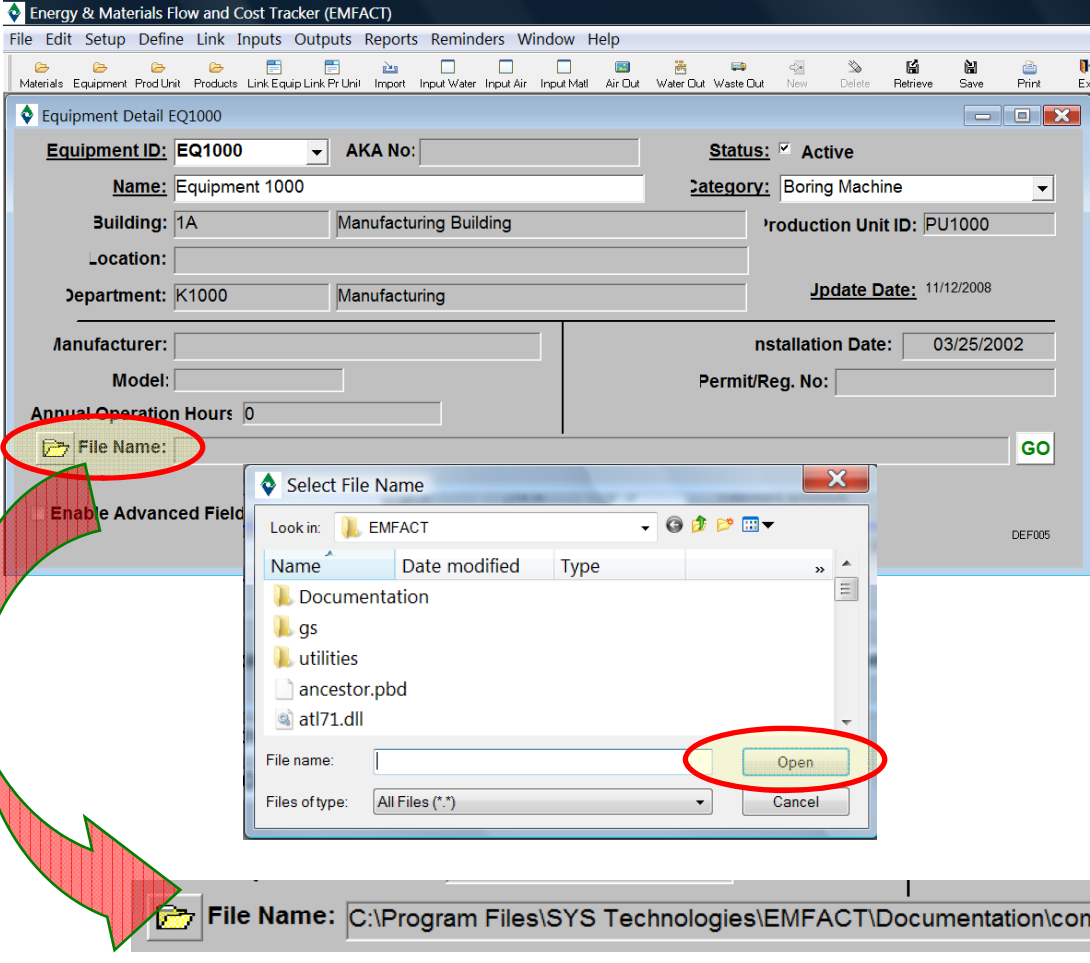 Energy & Materials Flow and Cost Tracker (EMFACT)
File Edit Setup Define Link Inputs Outputs Reports Reminders Window Help
Materials Equipment Prod Unit Products Link Equip Link Pr Unit Import Input Water Input Air Input Matl Air Out Water Out Waste Out New Delete Retrieve Save Print Ex
Equipment Detail EQ1000
Equipment ID: EQ1000 AKA No: Status: Active
Name: Equipment 1000 Category: Boring Machine
Building: 1A Manufacturing Building Production Unit ID: PU1000
Location:
Department: K1000 Manufacturing Update Date: 11/12/2008
Manufacturer: nstallation Date: 03/25/2002
Model: Permit/Reg. No:
Annual Operation Hours 0
File Name: GO
Enable Advanced Field
DEF005
Select File Name
Look in: EMFACT
Name Date modified Type »
Documentation
gs
utilities
ancestor.pbd
atl71.dll
File name: Open
Files of type: All Files (*.*) Cancel
File Name: C:\Program Files\SYS Technologies\EMFACT\Documentation\con